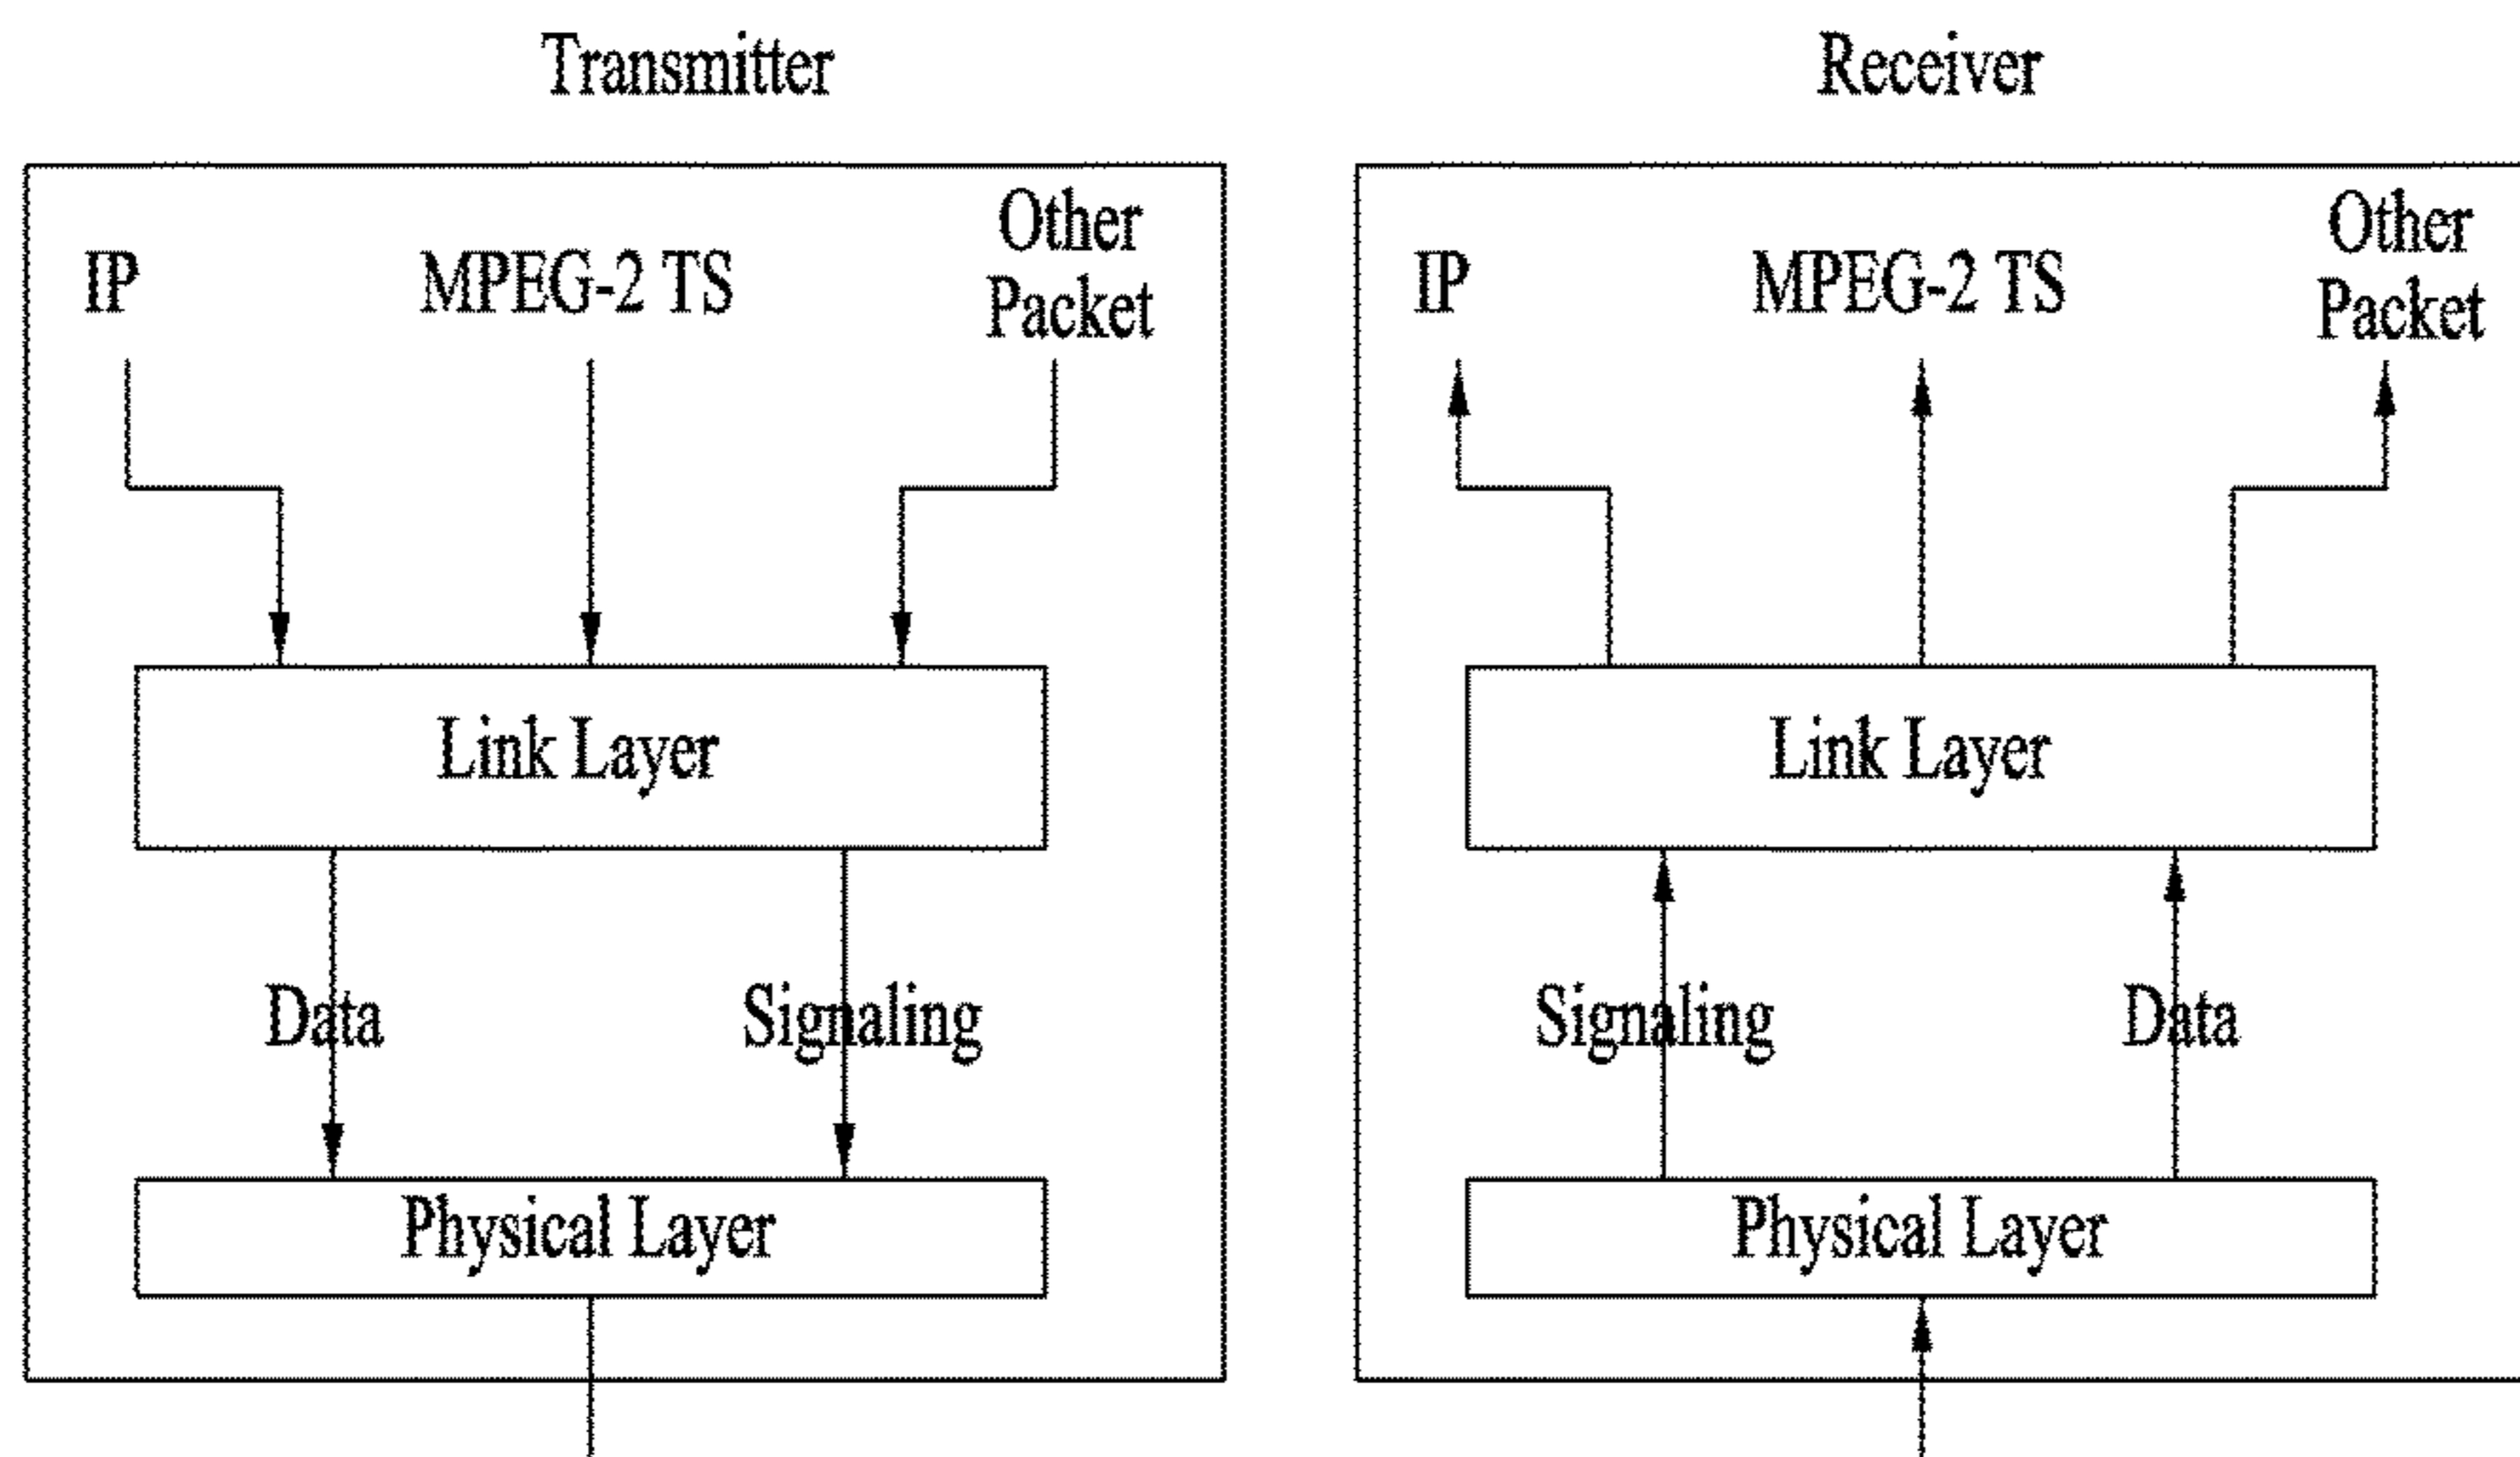 Transmitter
IP
MPEG-2 TS
Other
Packet
Link Layer
Data
Signaling
Physical Layer
Receiver
IP
MPEG-2 TS
Other
Packet
Link Layer
Signaling
Data
Physical Layer